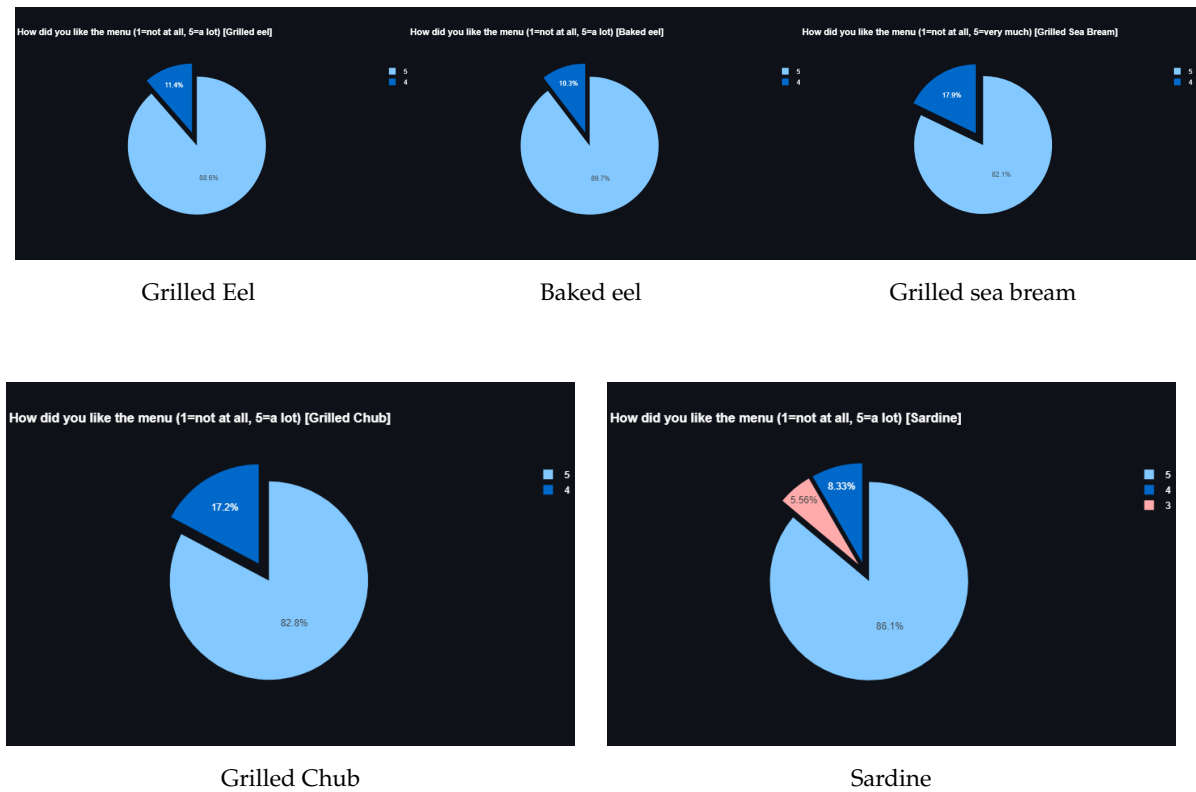 How did you like the menu (1=not at all, 5=a lot) [Grilled eel]
5
4
11.4%
88.6%
How did you like the menu (1=not at all, 5=a lot) [Baked eel]
5
4
10.3%
89.7%
How did you like the menu (1=not at all, 5=very much) [Grilled Sea Bream]
5
4
17.9%
82.1%
Grilled Eel
Baked eel
Grilled sea bream
How did you like the menu (1=not at all, 5=a lot) [Grilled Chub]
5
4
17.2%
82.8%
How did you like the menu (1=not at all, 5=a lot) [Sardine]
5
4
3
8.33%
5.56%
86.1%
Grilled Chub
Sardine